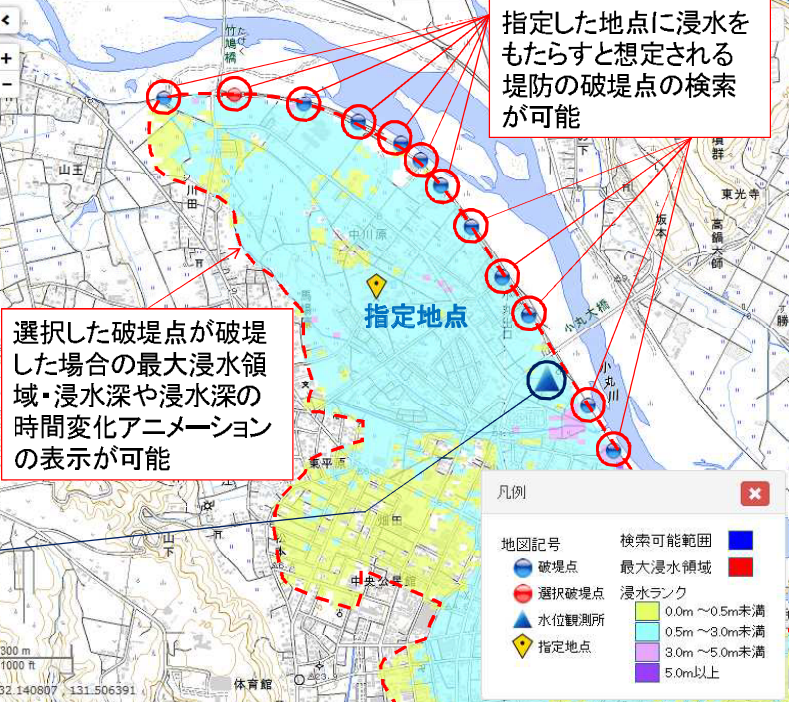 指定した地点に浸水を
もたらすと想定される
堤防の破堤点の検索
が可能
竹鳩橋
たけく
山王
川田
中川原
坂本
東光寺
高鍋大師
指定地点
小丸大橋
小丸川
選択した破堤点が破堤
した場合の最大浸水領
域・浸水深や浸水深の
時間変化アニメーション
の表示が可能
東平原
畑田
山下
中央公民館
体育館
300 m
1000 ft
32.140807 , 131.506391
凡例
地図記号
破堤点
選択破堤点
水位観測所
指定地点
検索可能範囲
最大浸水領域
浸水ランク
0.0m ～0.5m未満
0.5m ～3.0m未満
3.0m ～5.0m未満
5.0m以上